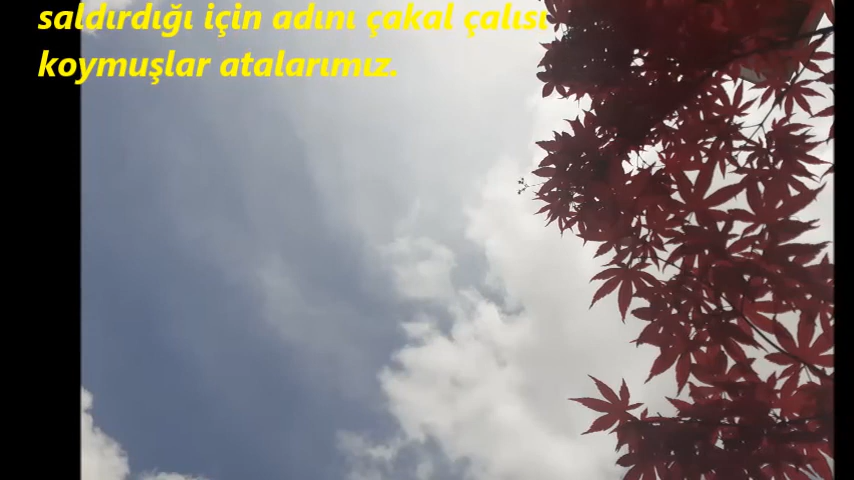 saldırdığı için adını çakal çalısı
koymuşlar atalarımız.